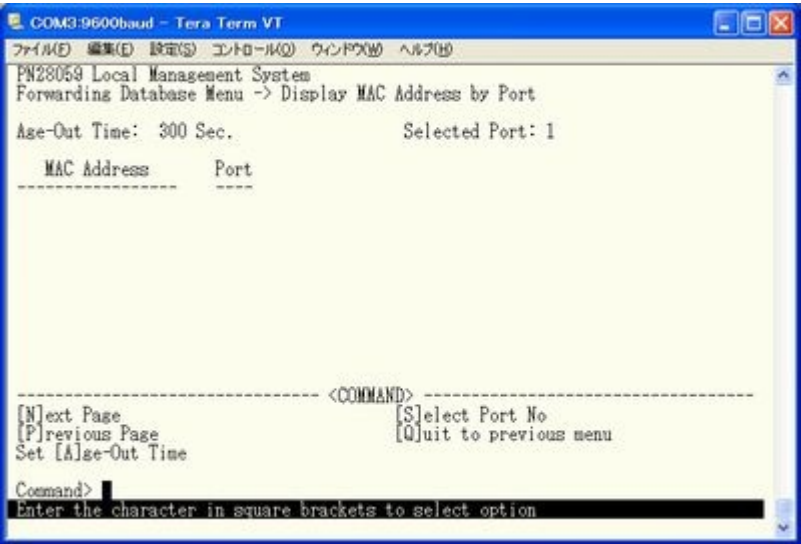 COM3:9600baud - Tera Term VT
ファイル(F) 編集(E) 設定(S) コントロール(O) ウィンドウ(W) ヘルプ(H)
PN28059 Local Management System
Forwarding Database Menu -> Display MAC Address by Port
Age-Out Time: 300 Sec. Selected Port: 1
MAC Address Port
----------------- ----
-------------------------------- <COMMAND> -----------------------------------
[N]ext Page [S]elect Port No
[P]revious Page [Q]uit to previous menu
Set [A]ge-Out Time
Command>
Enter the character in square brackets to select option